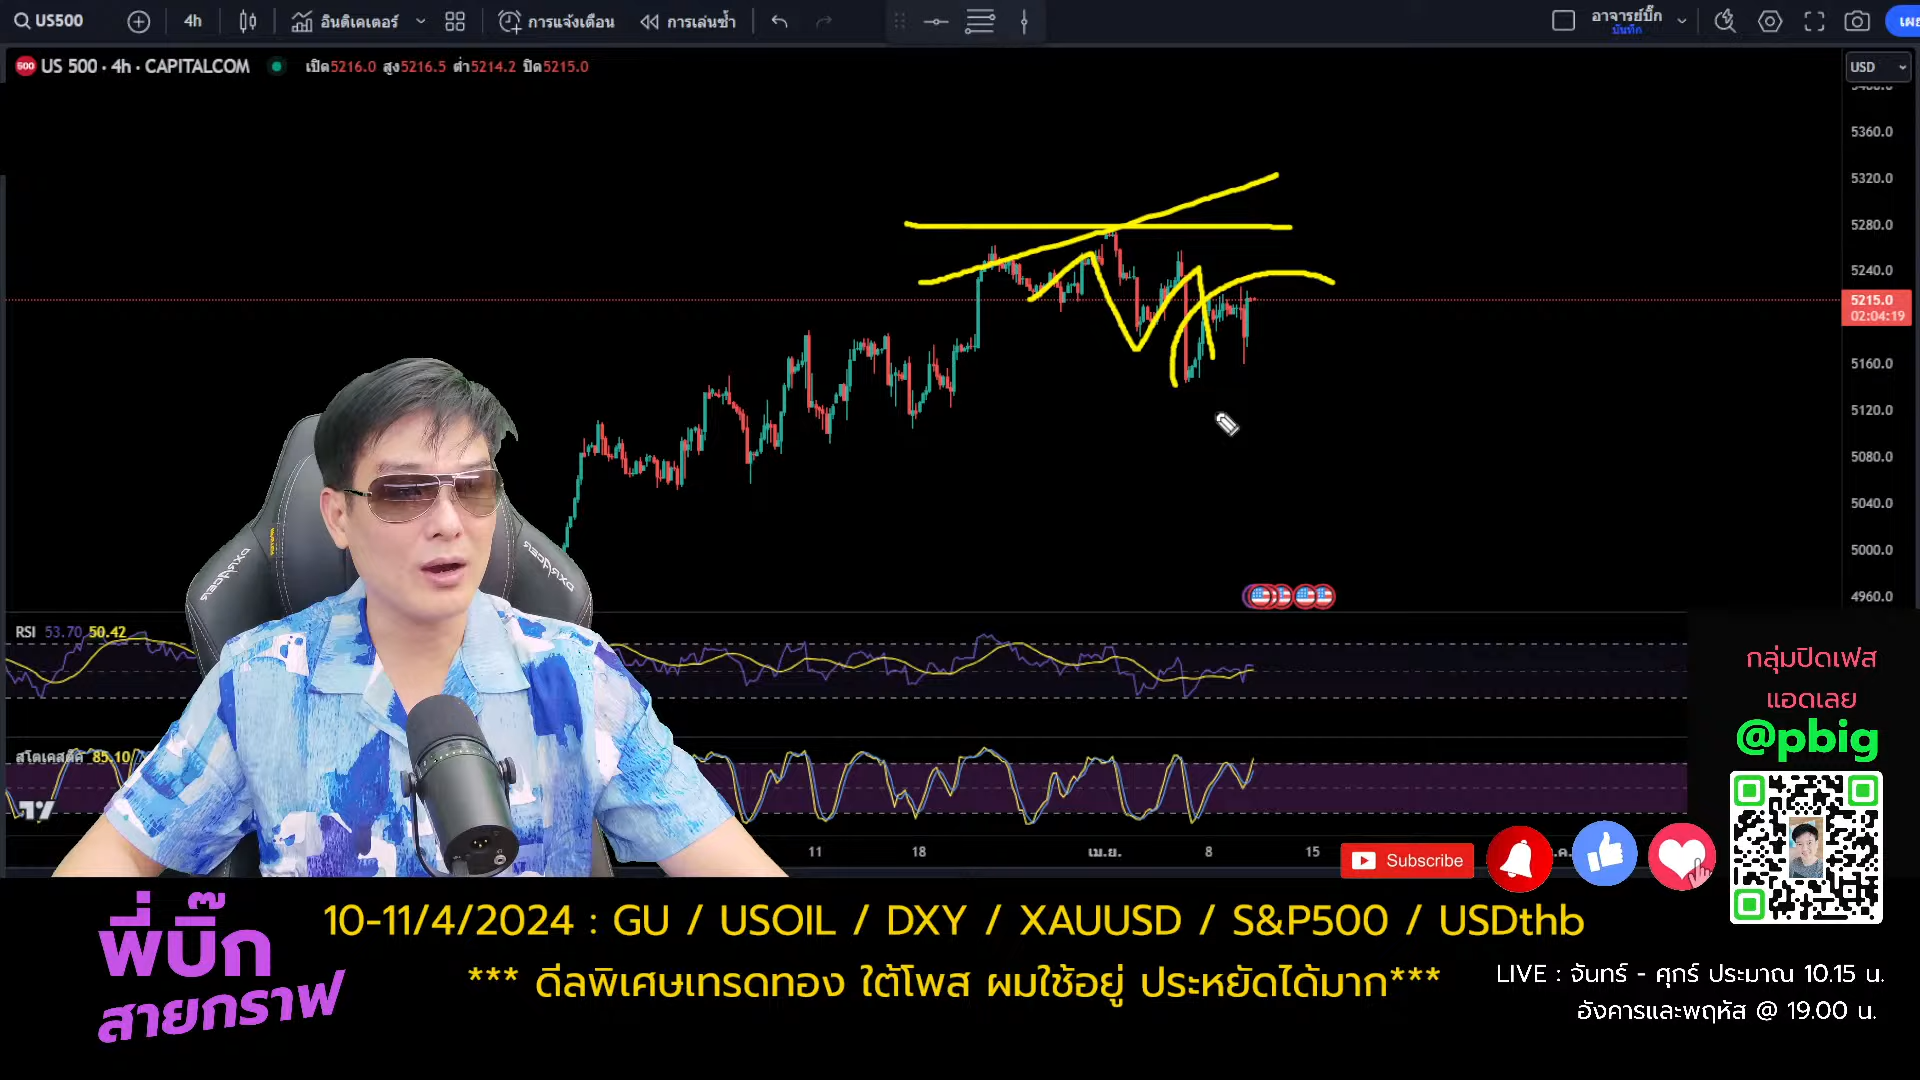 US500
4h
อินดิเคเตอร์
การแจ้งเตือน
การเล่นซ้ำ
อาจารย์บิ๊ก
บันทึก
เผย
500 US 500 · 4h · CAPITALCOM เปิด5216.0 สูง5216.5 ต่ำ5214.2 ปิด5215.0
USD
5360.0
5320.0
5280.0
5240.0
5215.0
02:04:19
5160.0
5120.0
5080.0
5040.0
5000.0
4960.0
DXRACER
DXRACER
RSI 53.70 50.42
สโตเคสติค 85.10
11 18 เม.ย. 8 15
Subscribe
กลุ่มปิดเฟส
แอดเลย
@pbig
พี่บิ๊ก
สายกราฟ
10-11/4/2024 : GU / USOIL / DXY / XAUUSD / S&P500 / USDthb
*** ดีลพิเศษเทรดทอง ใต้โพส ผมใช้อยู่ ประหยัดได้มาก***
LIVE : จันทร์ - ศุกร์ ประมาณ 10.15 น.
อังคารและพฤหัส @ 19.00 น.